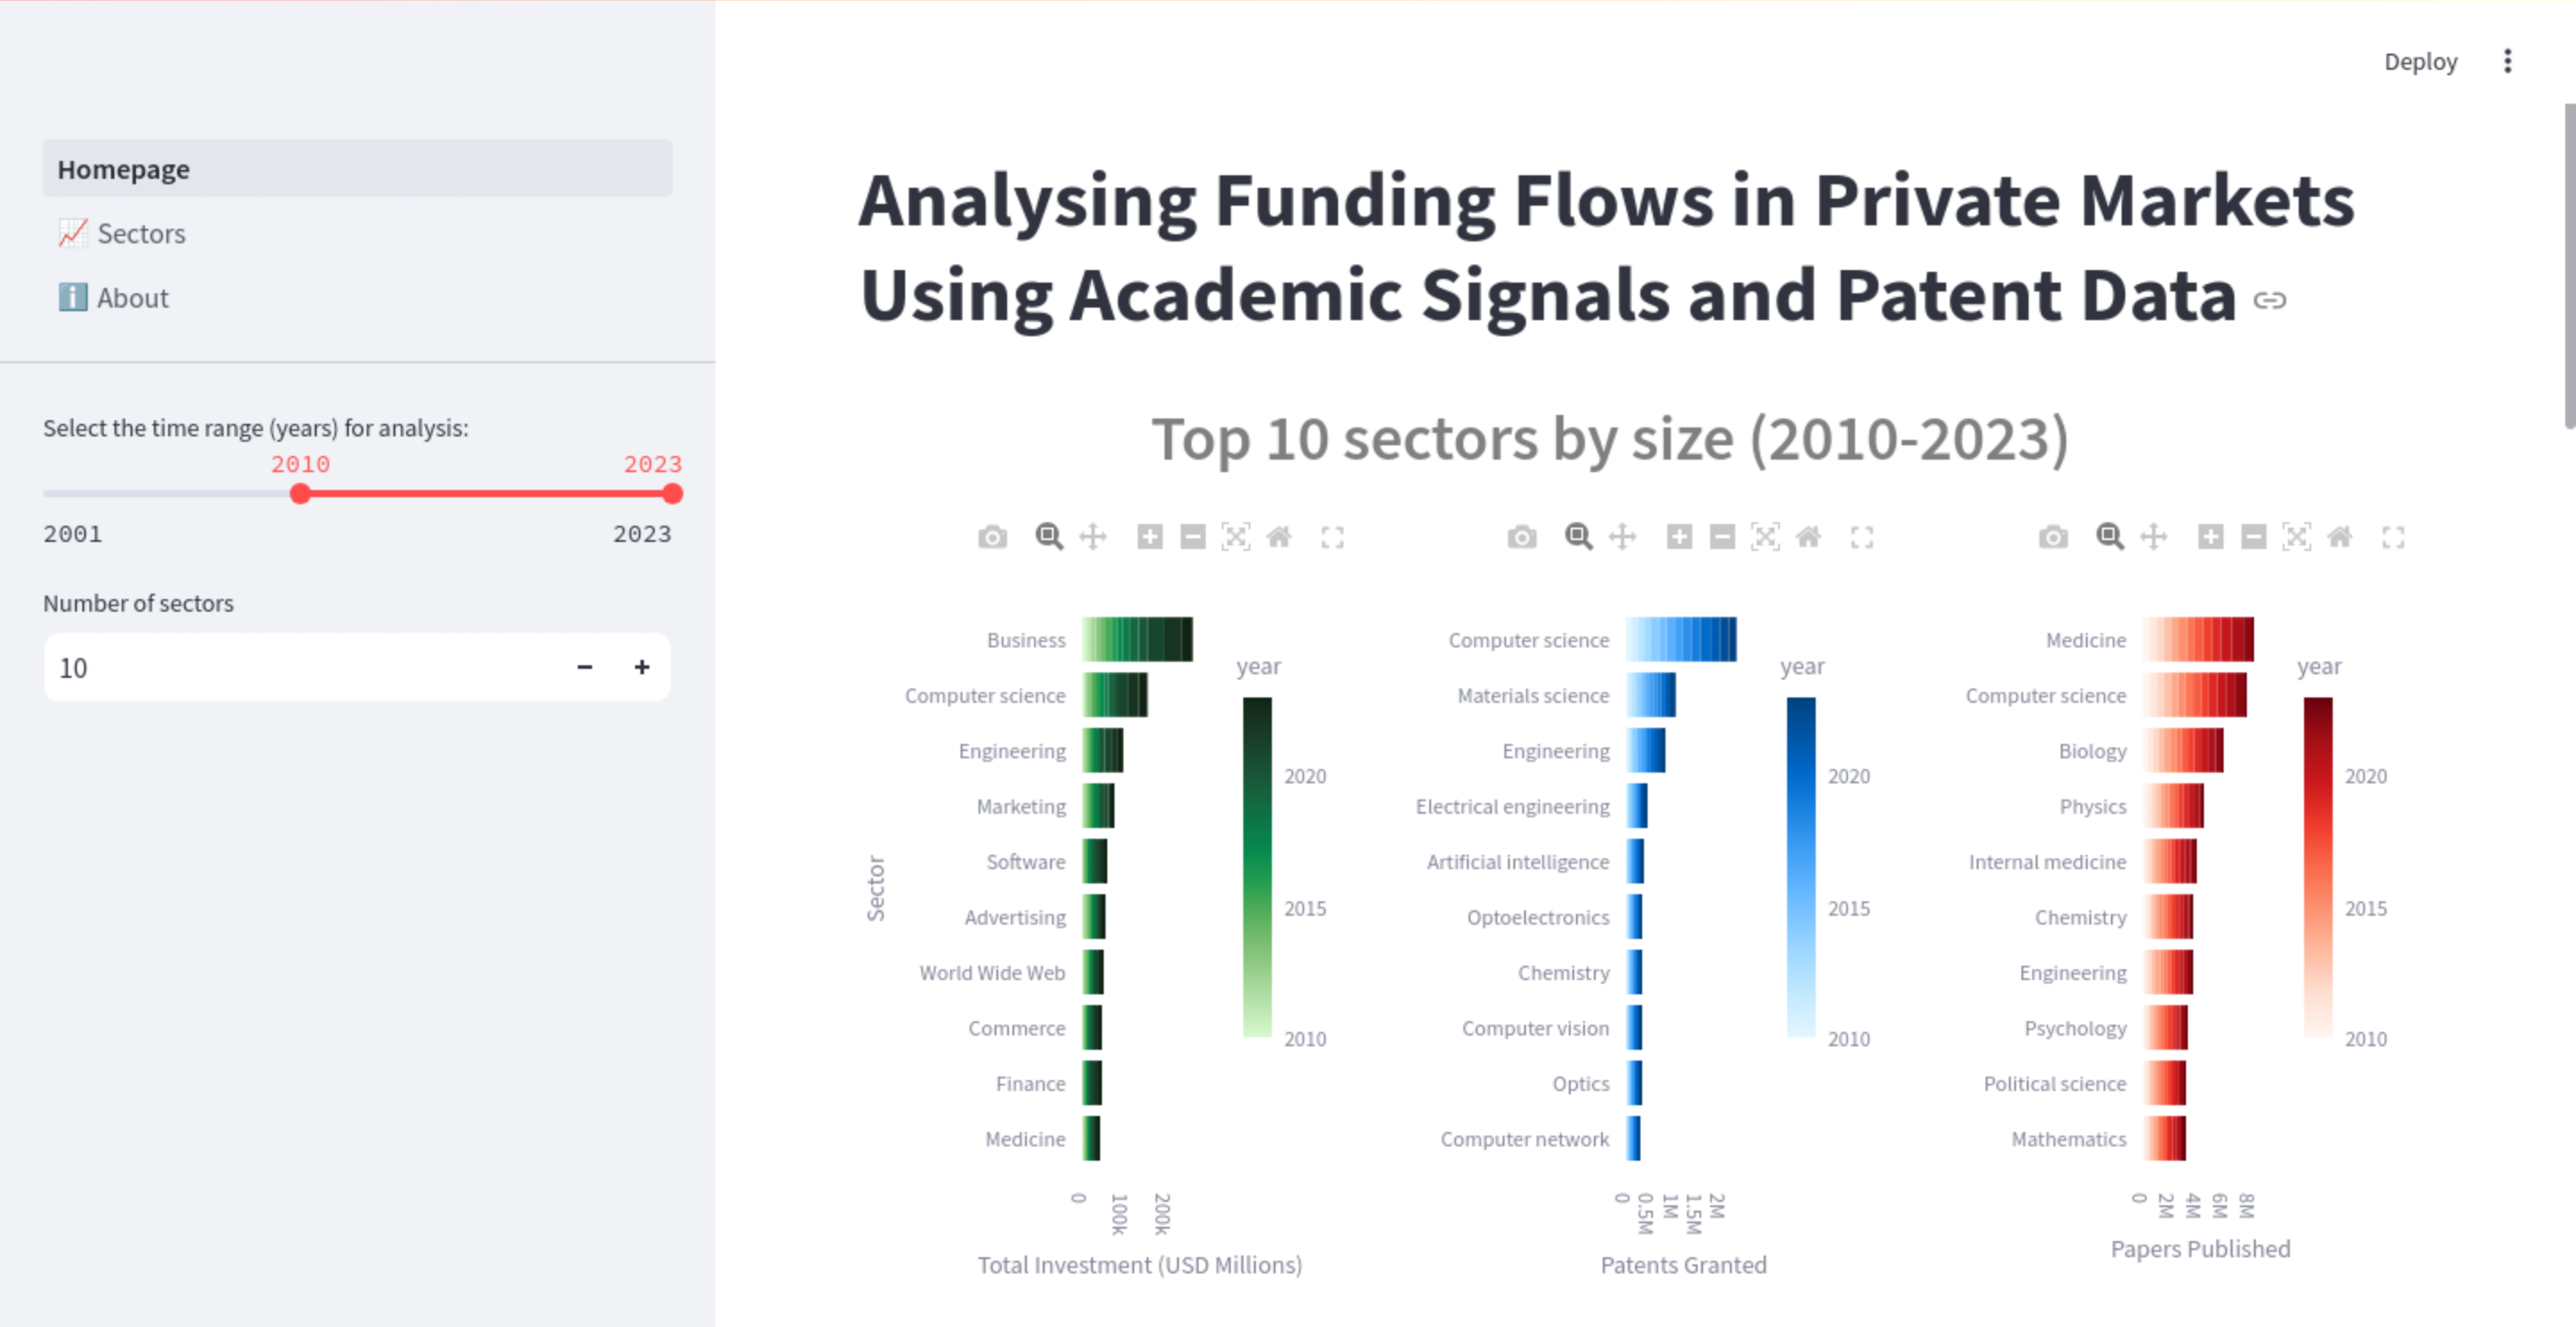 Deploy
Homepage
Sectors
About
Select the time range (years) for analysis:
2010 2023
2001 2023
Number of sectors
10
Analysing Funding Flows in Private Markets
Using Academic Signals and Patent Data
Top 10 sectors by size (2010-2023)
Sector
Business
Computer science
Engineering
Marketing
Software
Advertising
World Wide Web
Commerce
Finance
Medicine
0 100k 200k
Total Investment (USD Millions)
year
2020
2015
2010
Computer science
Materials science
Engineering
Electrical engineering
Artificial intelligence
Optoelectronics
Chemistry
Computer vision
Optics
Computer network
0 0.5M 1M 1.5M 2M
Patents Granted
year
2020
2015
2010
Medicine
Computer science
Biology
Physics
Internal medicine
Chemistry
Engineering
Psychology
Political science
Mathematics
0 2M 4M 6M 8M
Papers Published
year
2020
2015
2010